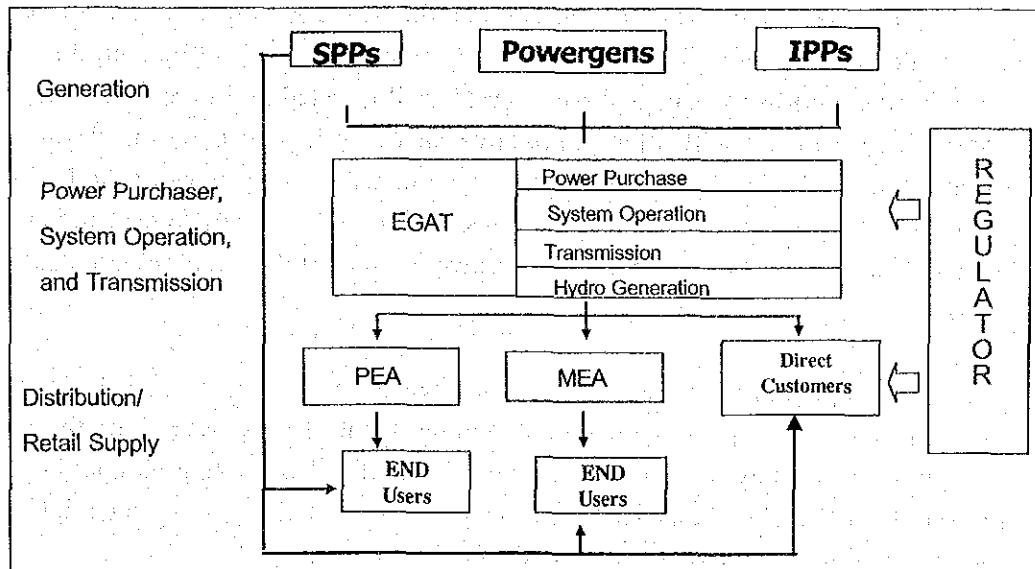 SPPs
Powergens
IPPs
Generation
Power Purchaser,
System Operation,
and Transmission
EGAT
Power Purchase
System Operation
Transmission
Hydro Generation
REGULATOR
PEA
MEA
Direct
Customers
Distribution/
Retail Supply
END
Users
END
Users